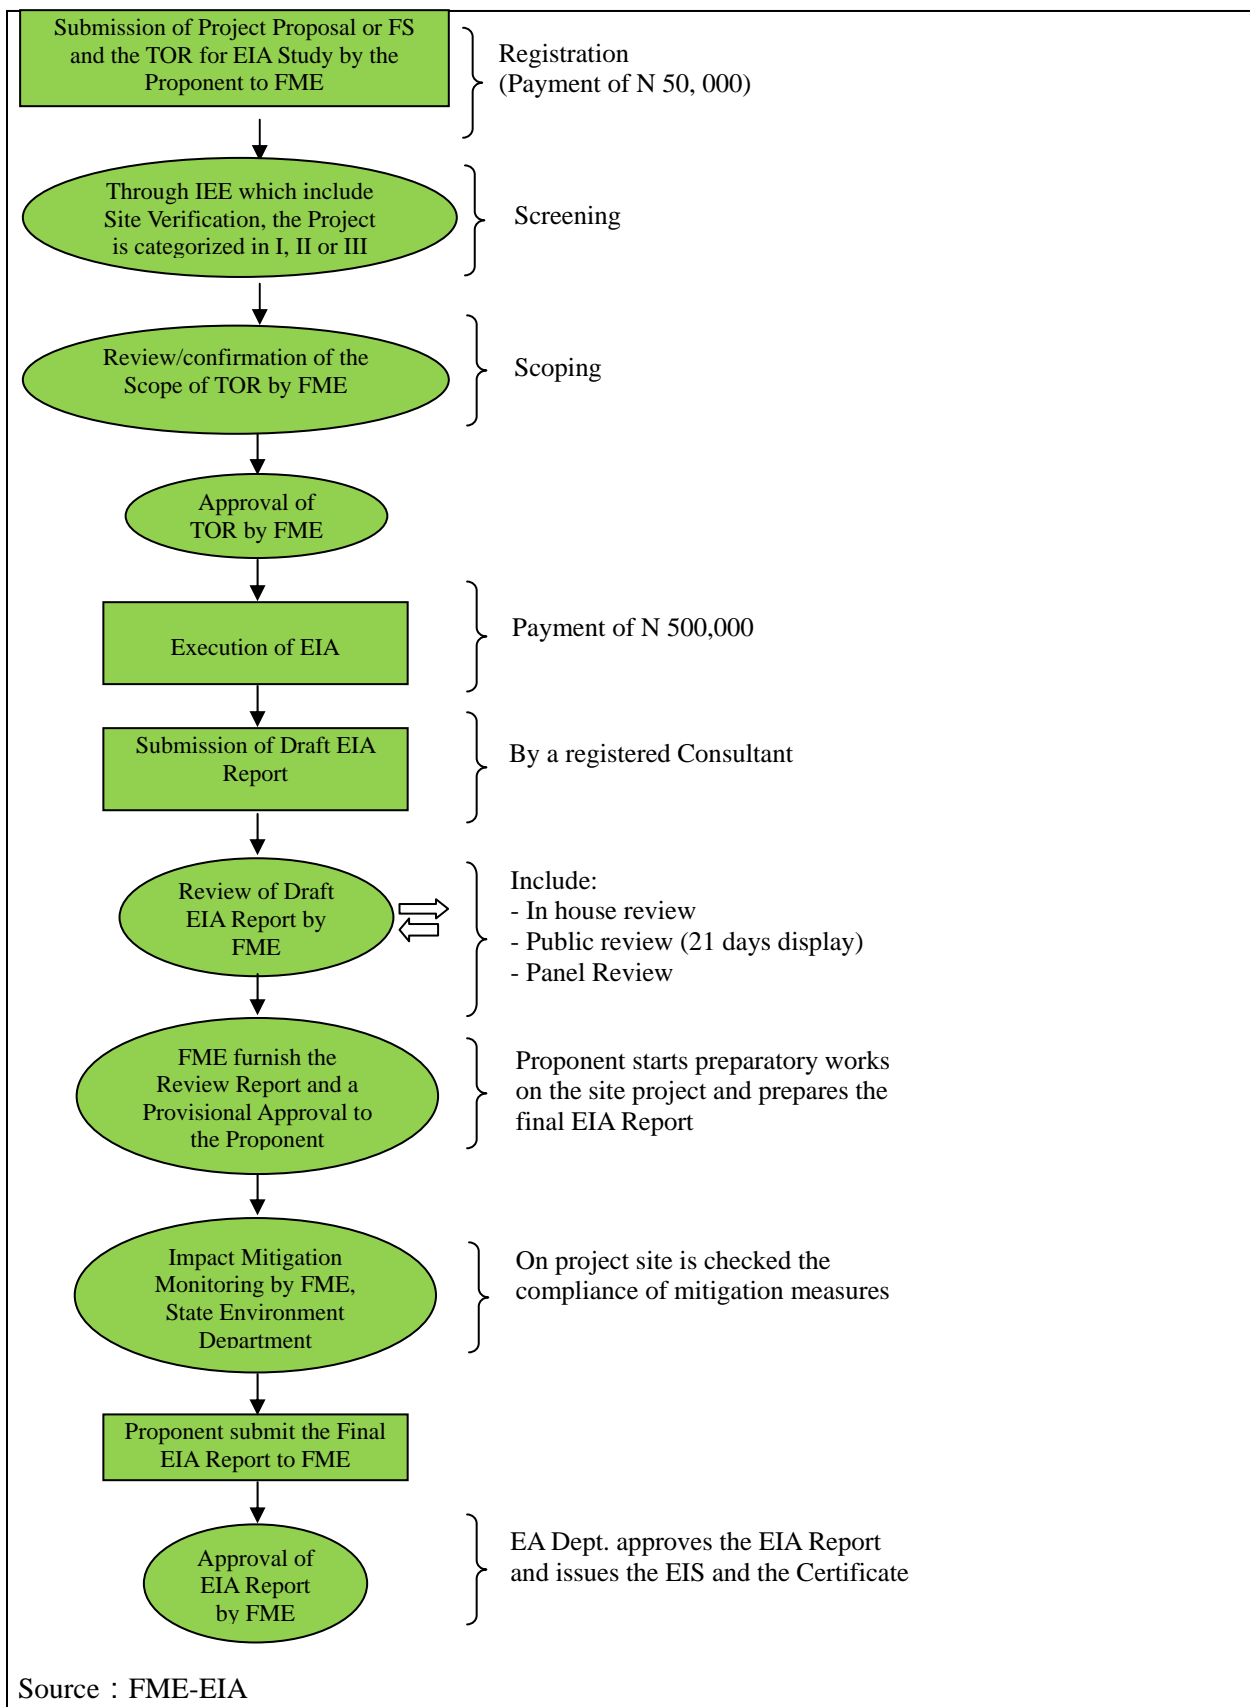 Submission of Project Proposal or FS
and the TOR for EIA Study by the
Proponent to FME
Registration
(Payment of N 50, 000)
Through IEE which include
Site Verification, the Project
is categorized in I, II or III
Screening
Review/confirmation of the
Scope of TOR by FME
Scoping
Approval of
TOR by FME
Execution of EIA
Payment of N 500,000
Submission of Draft EIA
Report
By a registered Consultant
Review of Draft
EIA Report by
FME
Include:
- In house review
- Public review (21 days display)
- Panel Review
FME furnish the
Review Report and a
Provisional Approval to
the Proponent
Proponent starts preparatory works
on the site project and prepares the
final EIA Report
Impact Mitigation
Monitoring by FME,
State Environment
Department
On project site is checked the
compliance of mitigation measures
Proponent submit the Final
EIA Report to FME
Approval of
EIA Report
by FME
EA Dept. approves the EIA Report
and issues the EIS and the Certificate
Source：FME-EIA